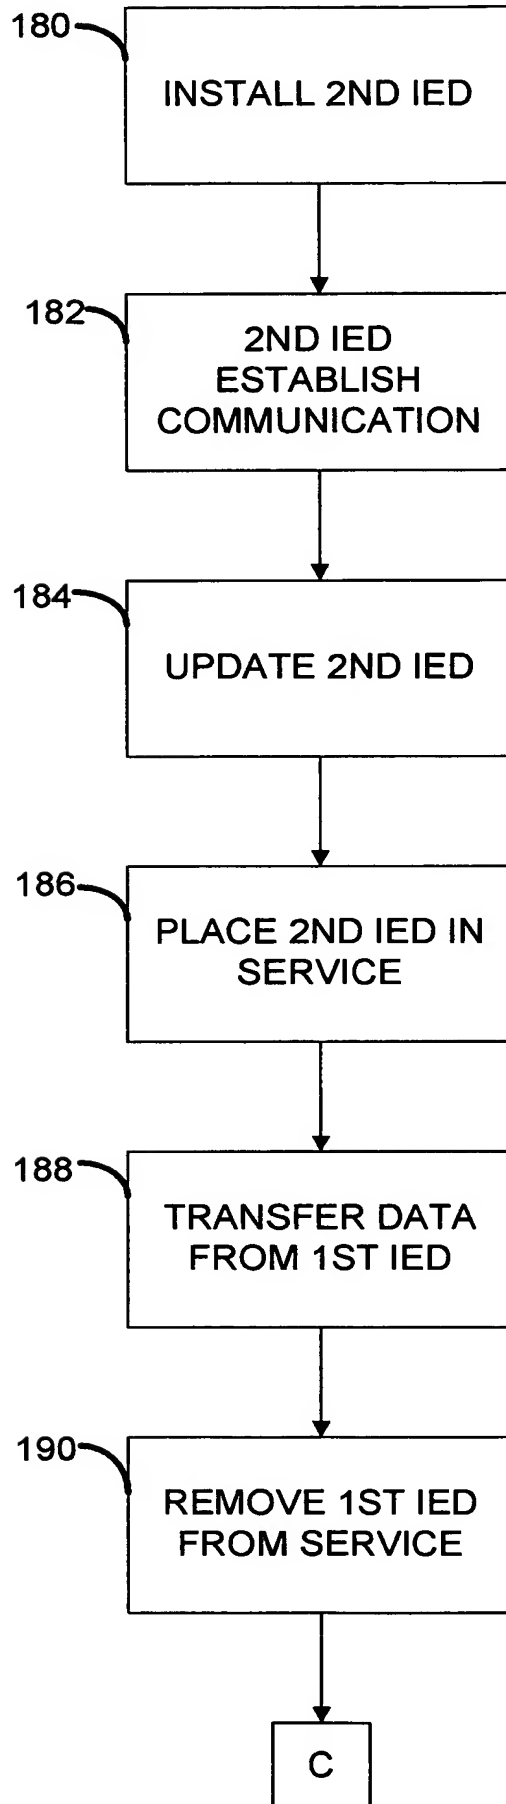 180
INSTALL 2ND IED
182
2ND IED
ESTABLISH
COMMUNICATION
184
UPDATE 2ND IED
186
PLACE 2ND IED IN
SERVICE
188
TRANSFER DATA
FROM 1ST IED
190
REMOVE 1ST IED
FROM SERVICE
C